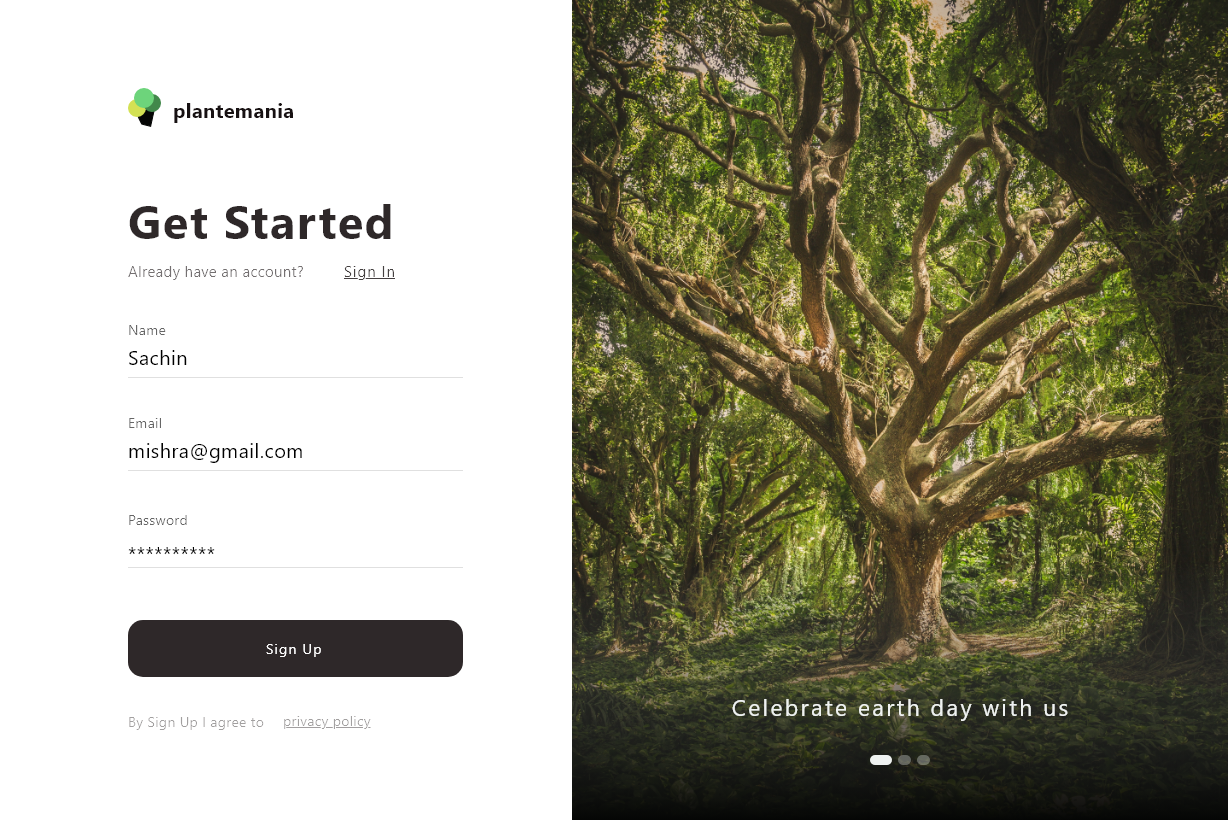 plantemania
Get Started
Already have an account? Sign In
Name
Sachin
Email
mishra@gmail.com
Password
**********
Sign Up
By Sign Up I agree to privacy policy
Celebrate earth day with us